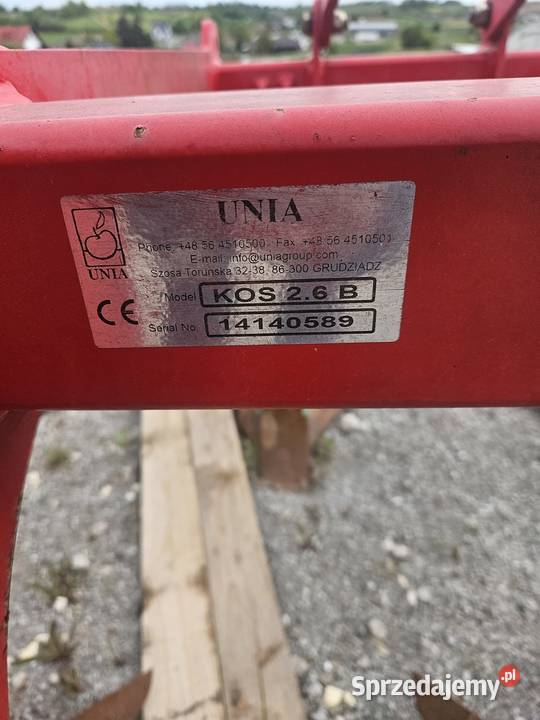 UNIA
UNIA
Phone +48 56 4510500 Fax +48 56 4510501
E-mail: info@uniagroup.com
Szosa Toruńska 32-38, 86-300 GRUDZIĄDZ
Model KOS 2.6 B
CE
Serial No. 14140589
Sprzedajemy.pl